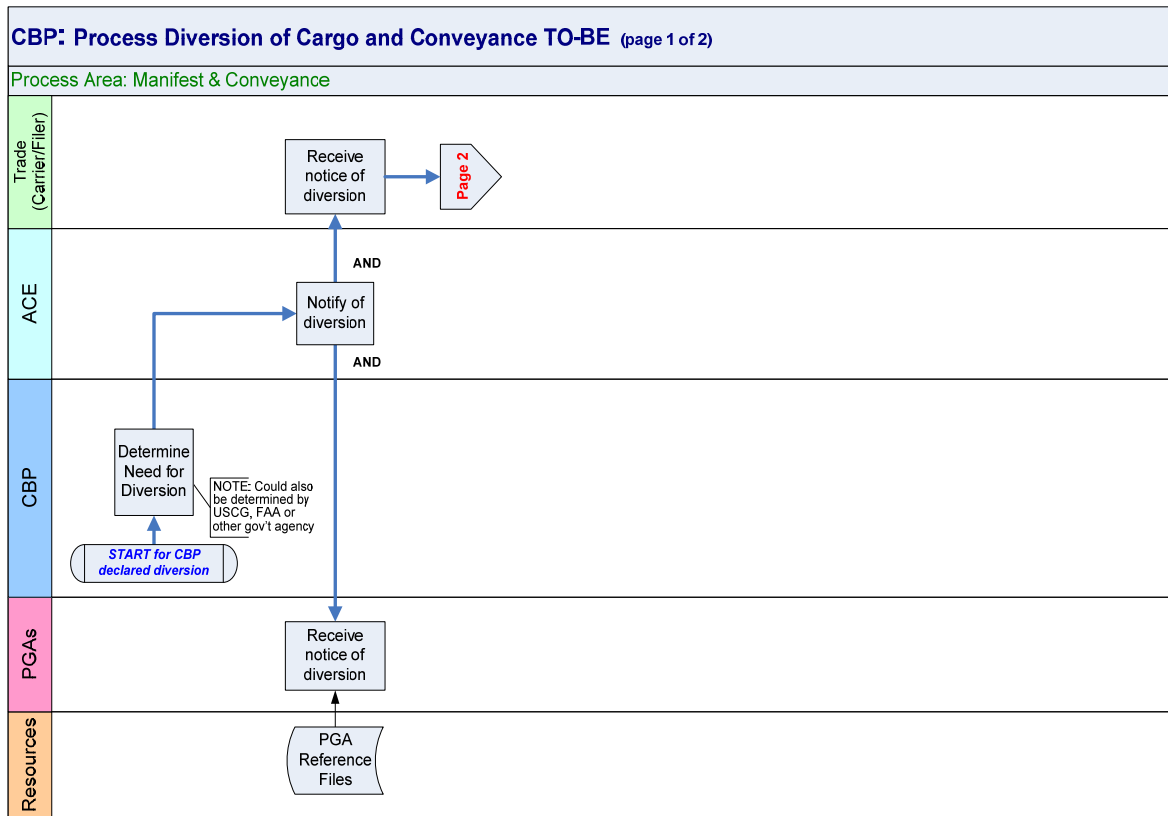 CBP: Process Diversion of Cargo and Conveyance TO-BE (page 1 of 2)
Process Area: Manifest & Conveyance
Trade
(Carrier/Filer)
Receive
notice of
diversion
Page 2
ACE
AND
Notify of
diversion
AND
CBP
Determine
Need for
Diversion
NOTE: Could also
be determined by
USCG, FAA or
other gov't agency
START for CBP
declared diversion
PGAs
Receive
notice of
diversion
Resources
PGA
Reference
Files